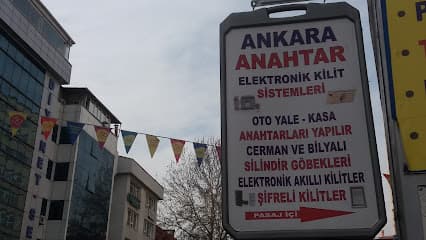 ANKARA
ANAHTAR
ELEKTRONİK KİLİT
SİSTEMLERİ
OTO YALE - KASA
ANAHTARLARI YAPILIR
CERMAN VE BİLYALI
SİLİNDİR GÖBEKLERİ
ELEKTRONİK AKILLI KİLİTLER
ŞİFRELİ KİLİTLER
PASAJ İÇİ